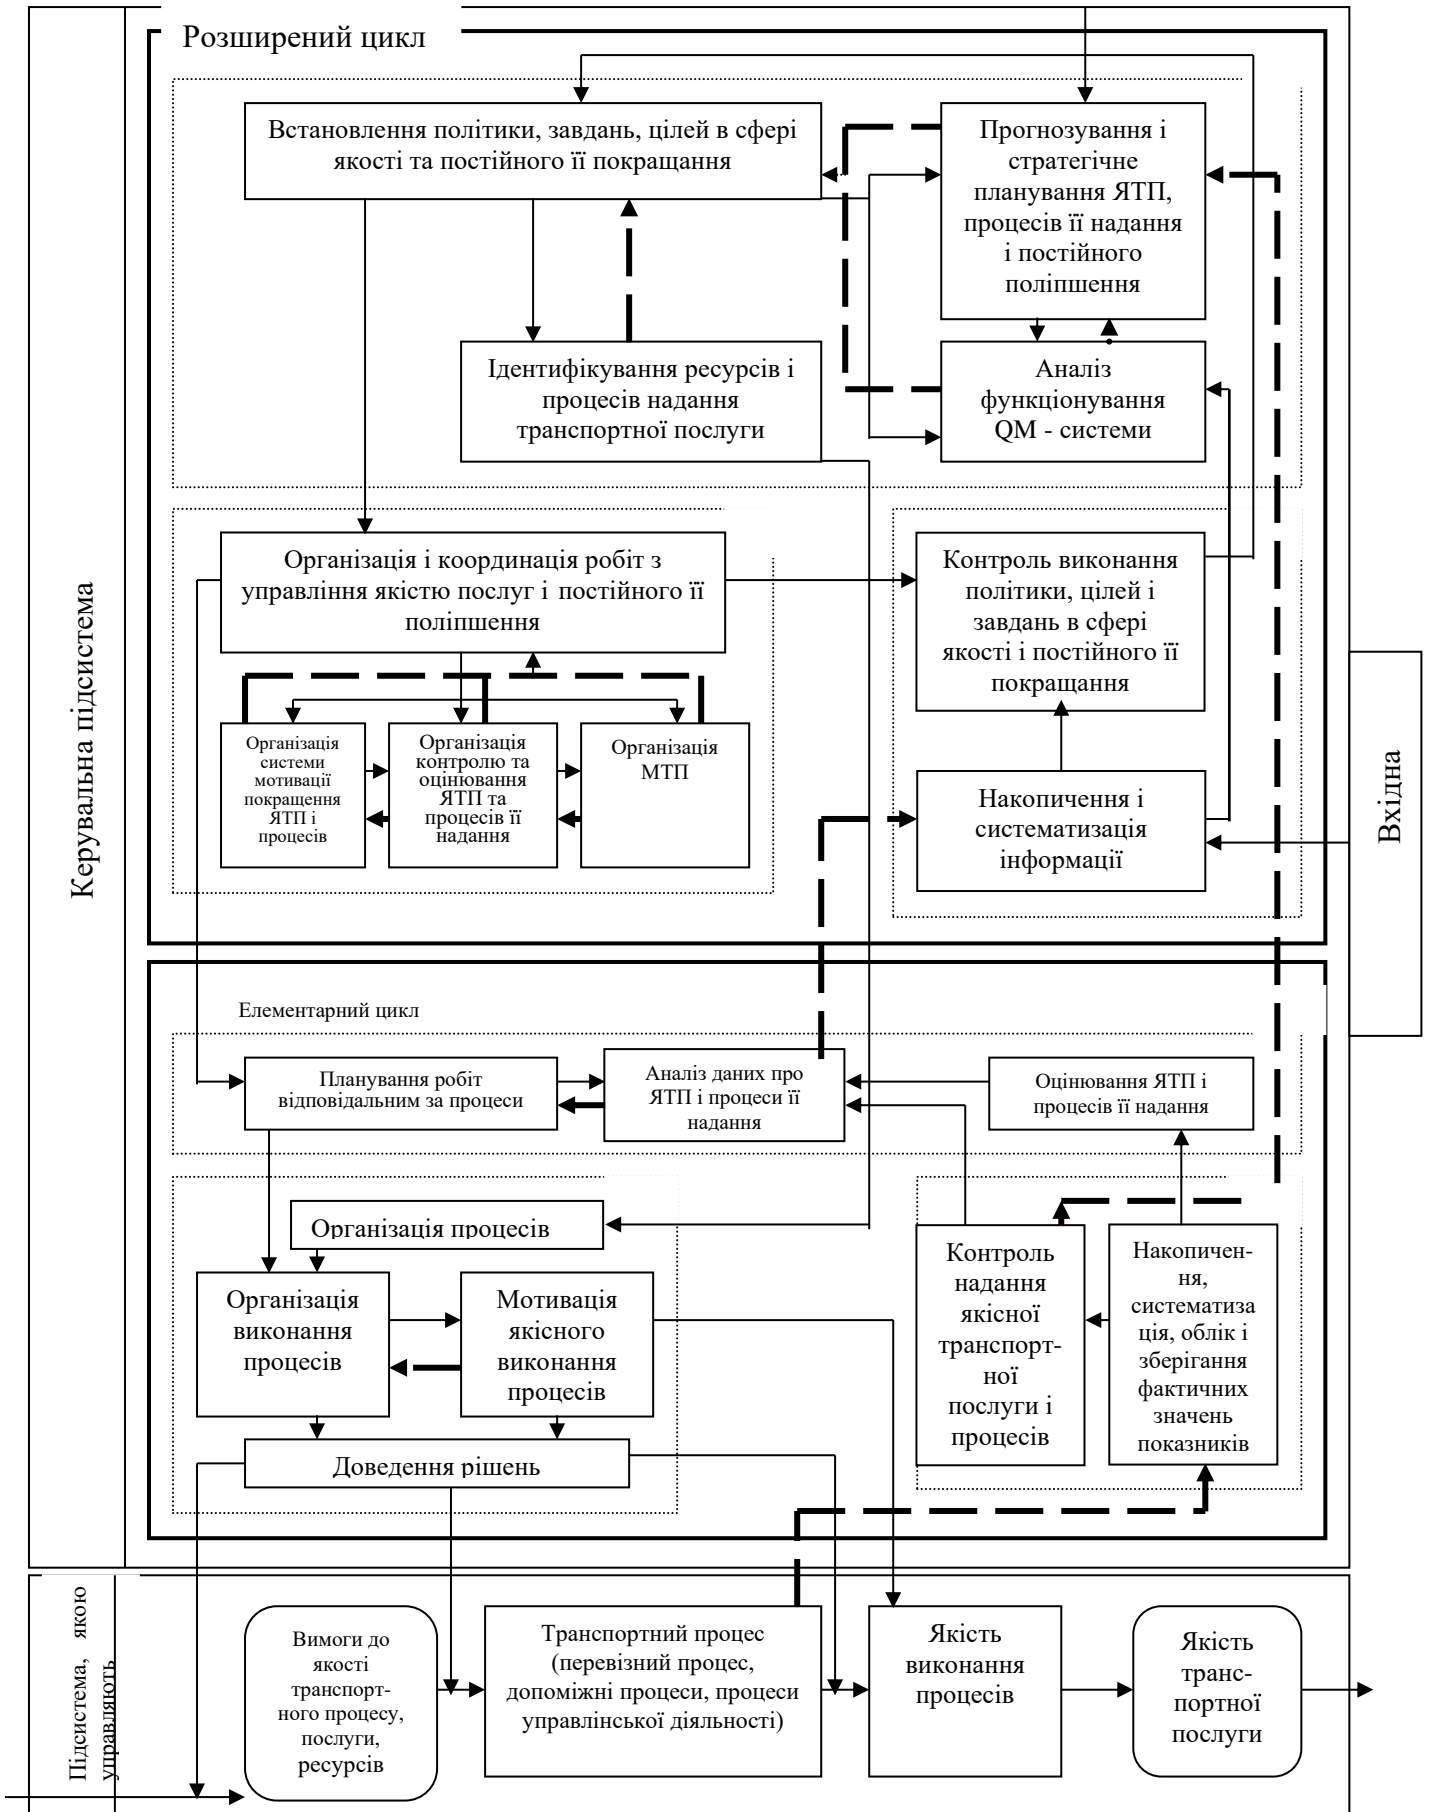 Розширений цикл
Встановлення політики, завдань, цілей в сфері
якості та постійного її покращання
Прогнозування і
стратегічне
планування ЯТП,
процесів її надання
і постійного
поліпшення
Ідентифікування ресурсів і
процесів надання
транспортної послуги
Аналіз
функціонування
QM - системи
Організація і координація робіт з
управління якістю послуг і постійного її
поліпшення
Контроль виконання
політики, цілей і
завдань в сфері
якості і постійного її
покращання
Організація
системи
мотивації
покращення
ЯТП і
процесів
Організація
контролю та
оцінювання
ЯТП та
процесів її
надання
Організація
МТП
Накопичення і
систематизація
інформації
Керувальна підсистема
Вхідна
Елементарний цикл
Планування робіт
відповідальним за процеси
Аналіз даних про
ЯТП і процеси її
надання
Оцінювання ЯТП і
процесів її надання
Організація процесів
Організація
виконання
процесів
Мотивація
якісного
виконання
процесів
Контроль
надання
якісної
транспорт-
ної
послуги і
процесів
Накопичен-
ня,
систематиза
ція, облік і
зберігання
фактичних
значень
показників
Доведення рішень
Підсистема, якою
управляють
Вимоги до
якості
транспорт-
ного процесу,
послуги,
ресурсів
Транспортний процес
(перевізний процес,
допоміжні процеси, процеси
управлінської діяльності)
Якість
виконання
процесів
Якість
транс-
портної
послуги